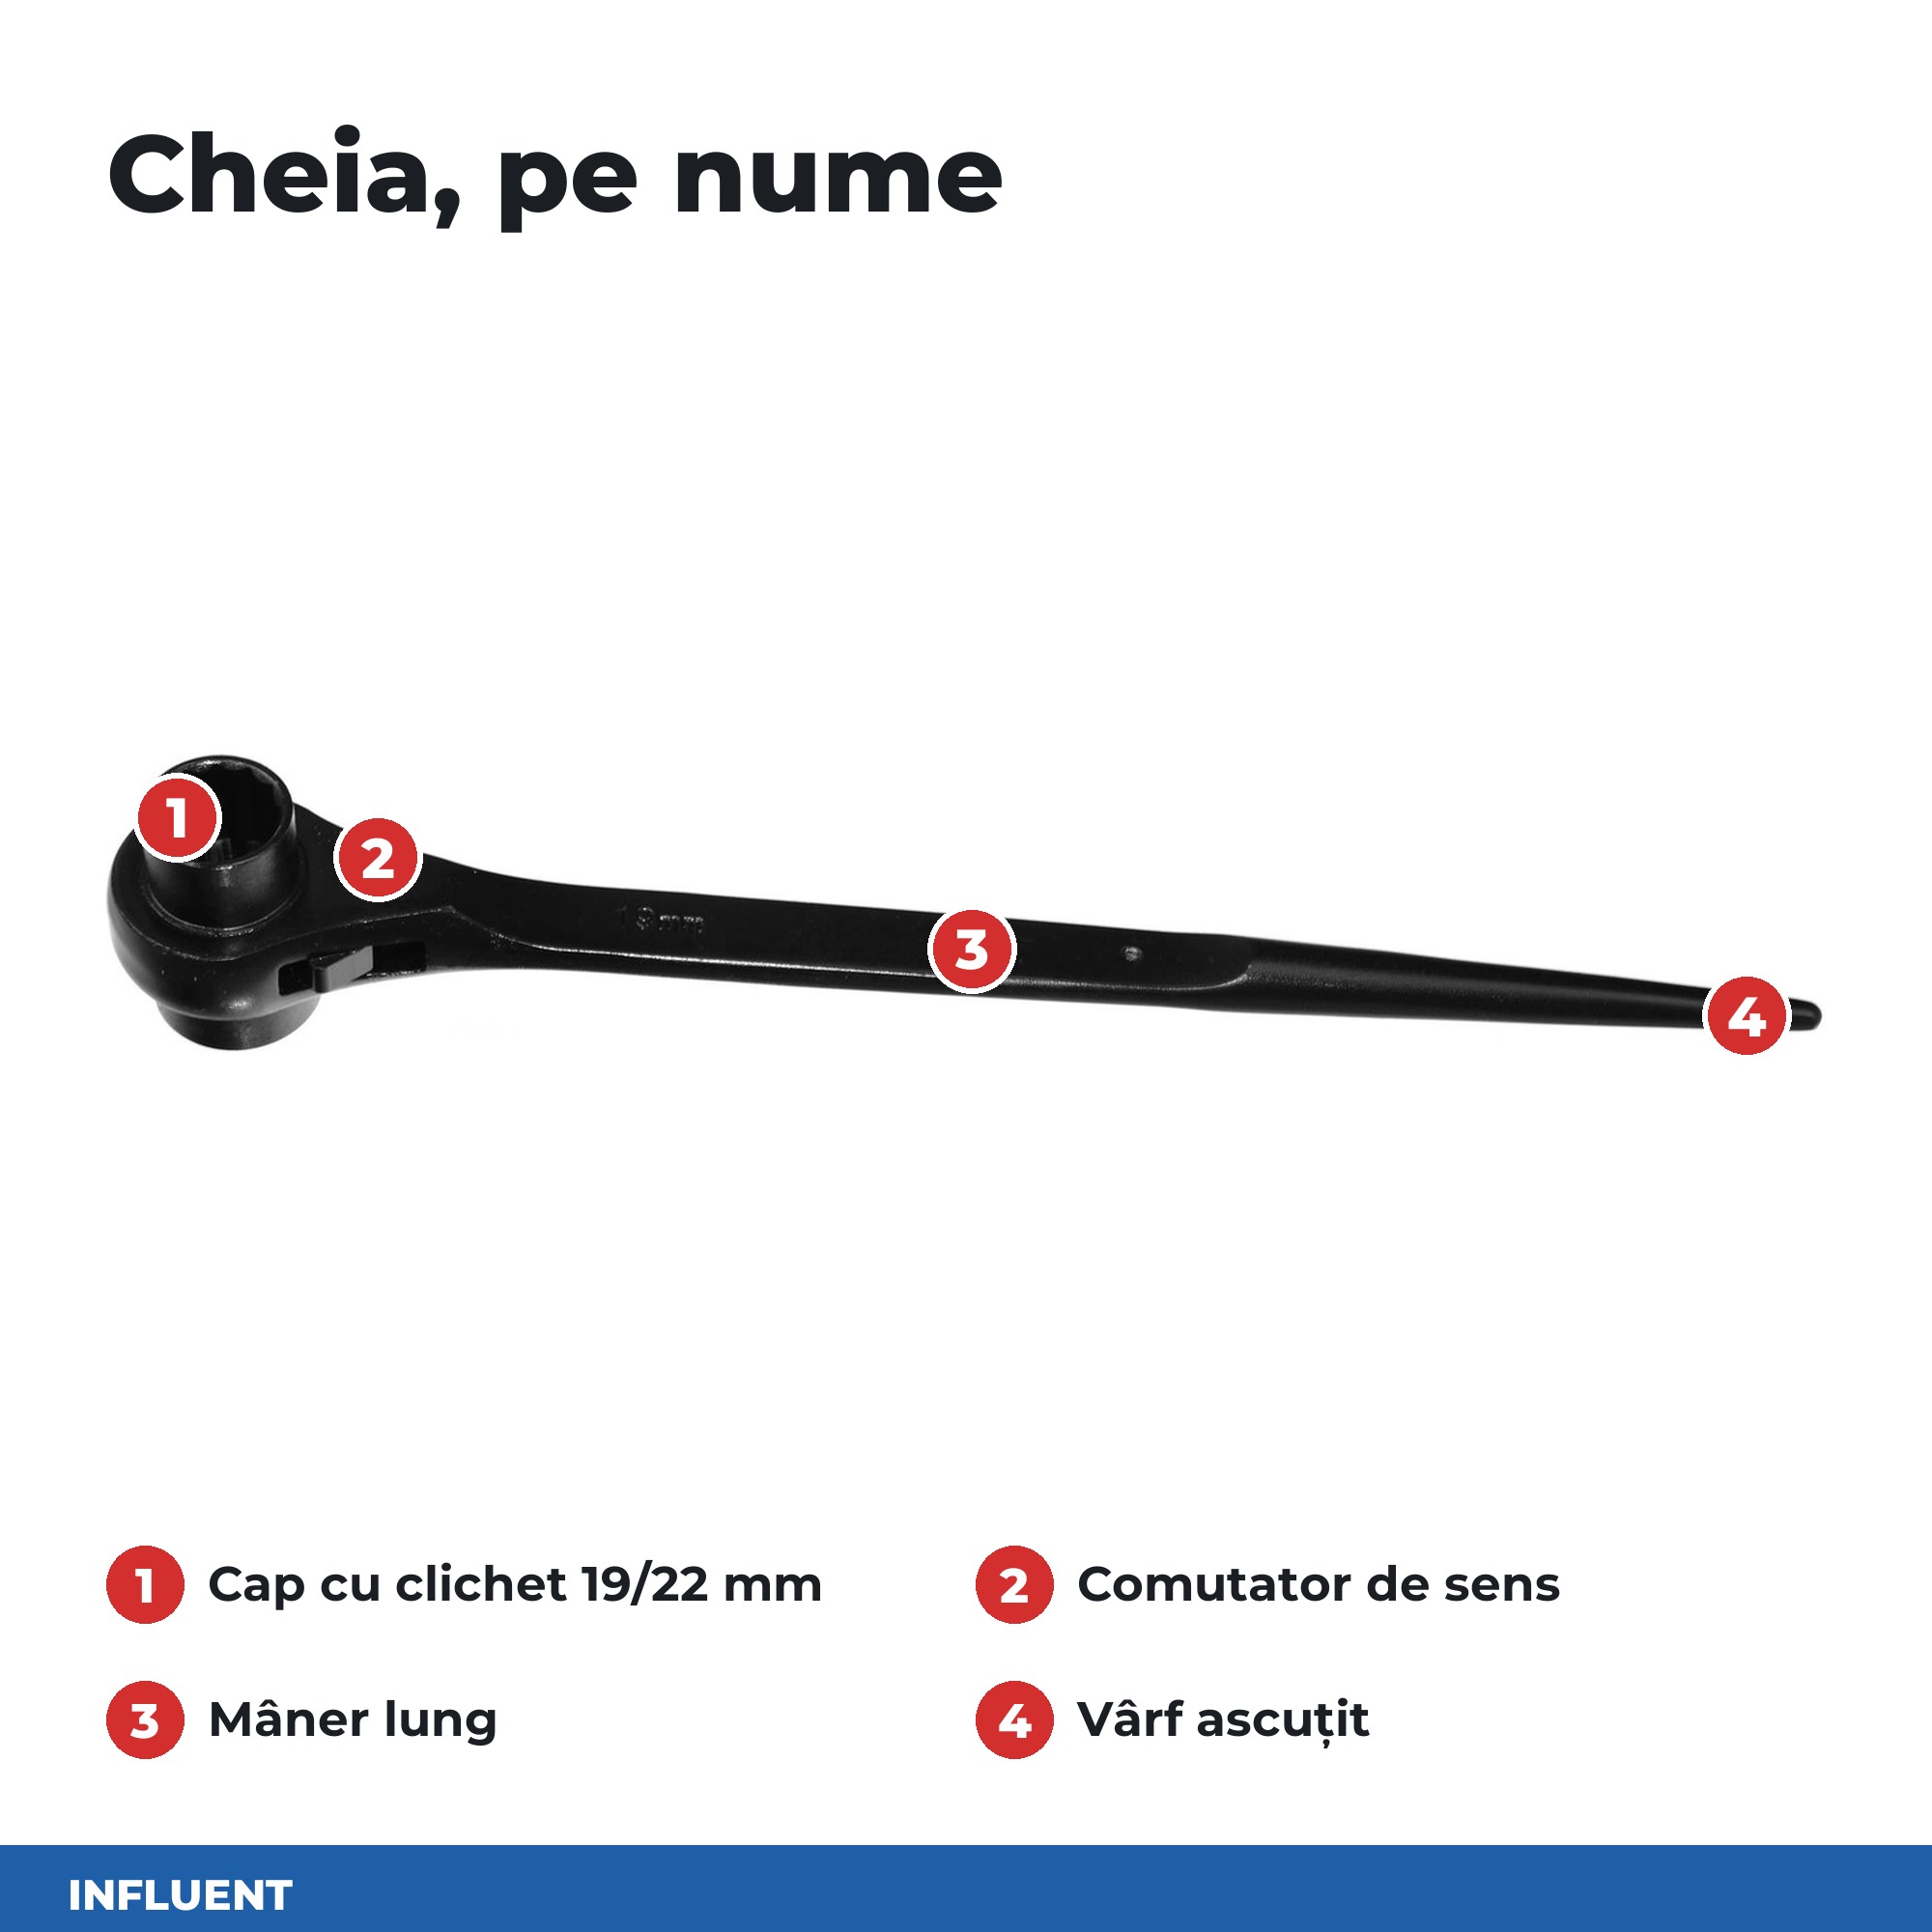 Cheia, pe nume
1
2
19mm
3
4
1 Cap cu clichet 19/22 mm
2 Comutator de sens
3 Mâner lung
4 Vârf ascuțit
INFLUENT